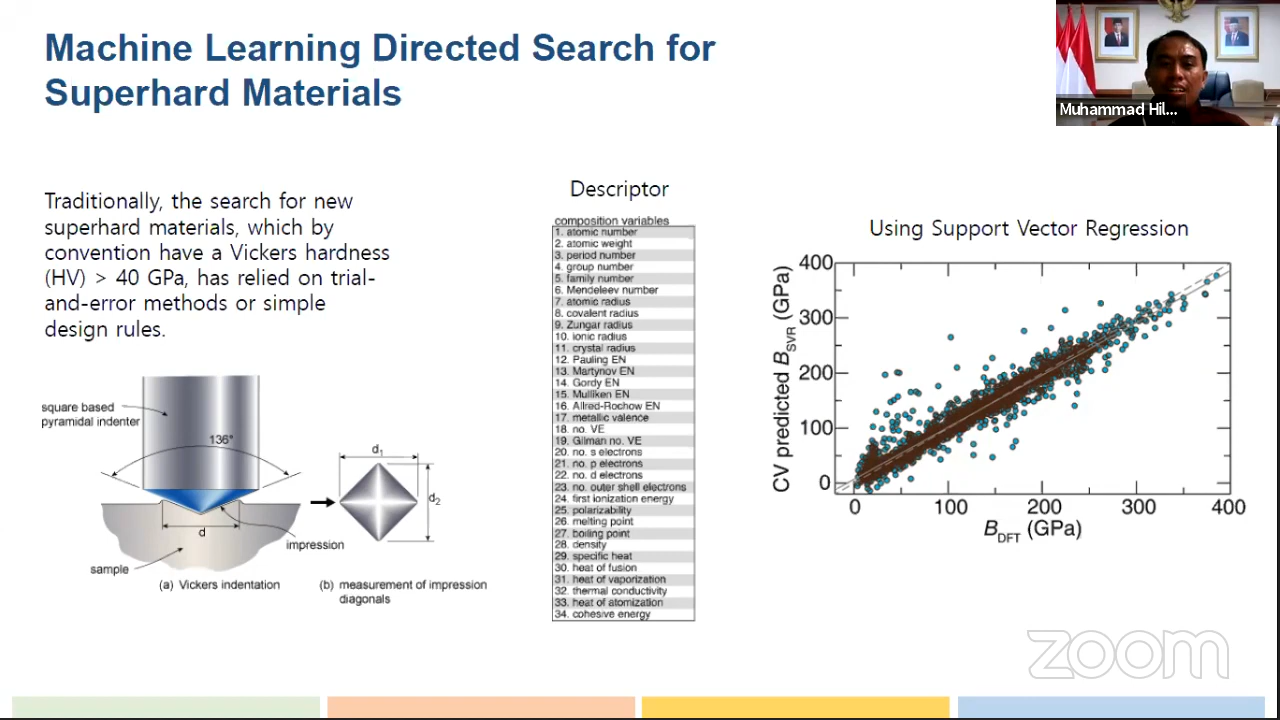 Machine Learning Directed Search for
Superhard Materials
Muhammad Hil...
Traditionally, the search for new
superhard materials, which by
convention have a Vickers hardness
(HV) > 40 GPa, has relied on trial-
and-error methods or simple
design rules.
square based
pyramidal indenter
136°
d
impression
sample
(a) Vickers indentation
d1
d2
(b) measurement of impression
diagonals
Descriptor
composition variables
1. atomic number
2. atomic weight
3. period number
4. group number
5. family number
6. Mendeleev number
7. atomic radius
8. covalent radius
9. Zungar radius
10. ionic radius
11. crystal radius
12. Pauling EN
13. Martynov EN
14. Gordy EN
15. Mulliken EN
16. Allred-Rochow EN
17. metallic valence
18. no. VE
19. Gilman no. VE
20. no. s electrons
21. no. p electrons
22. no. d electrons
23. no. outer shell electrons
24. first ionization energy
25. polarizability
26. melting point
27. boiling point
28. density
29. specific heat
30. heat of fusion
31. heat of vaporization
32. thermal conductivity
33. heat of atomization
34. cohesive energy
Using Support Vector Regression
CV predicted BSVR (GPa)
400
300
200
100
0
0 100 200 300 400
BDFT (GPa)
zoom